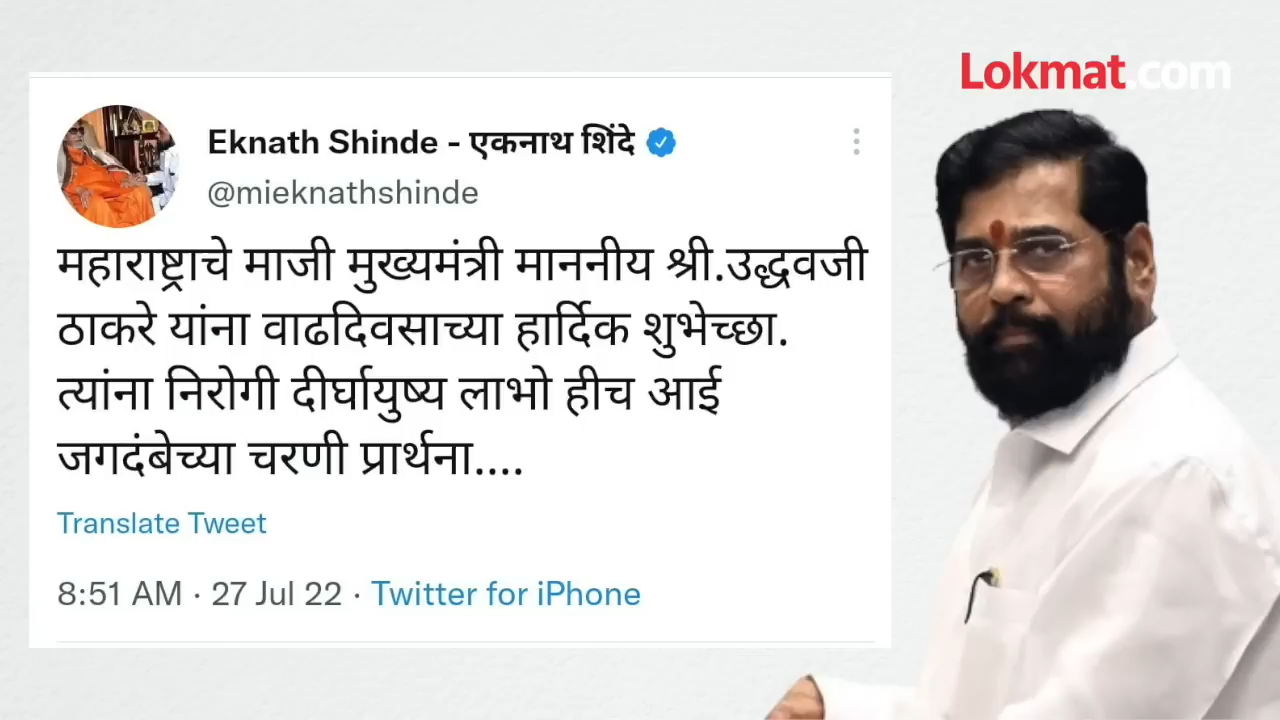 Lokmat.com
Eknath Shinde - एकनाथ शिंदे
@mieknathshinde
महाराष्ट्राचे माजी मुख्यमंत्री माननीय श्री.उद्धवजी
ठाकरे यांना वाढदिवसाच्या हार्दिक शुभेच्छा.
त्यांना निरोगी दीर्घायुष्य लाभो हीच आई
जगदंबेच्या चरणी प्रार्थना....
Translate Tweet
8:51 AM · 27 Jul 22 · Twitter for iPhone